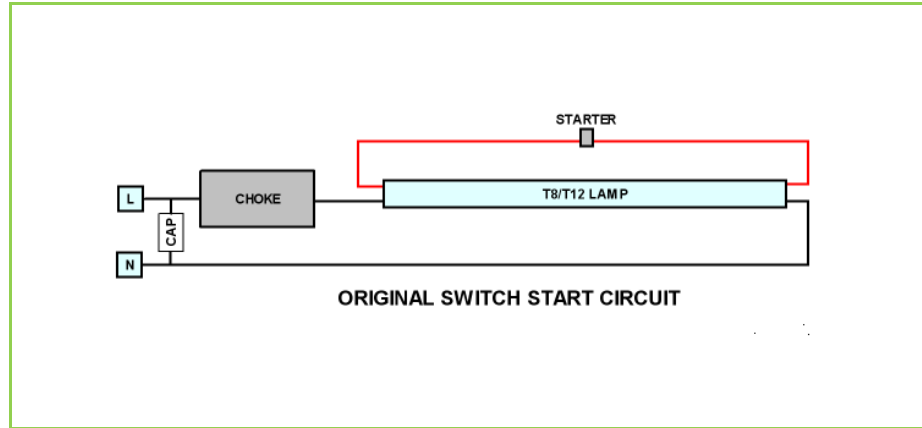 STARTER
T8/T12 LAMP
CHOKE
L
CAP
N
ORIGINAL SWITCH START CIRCUIT